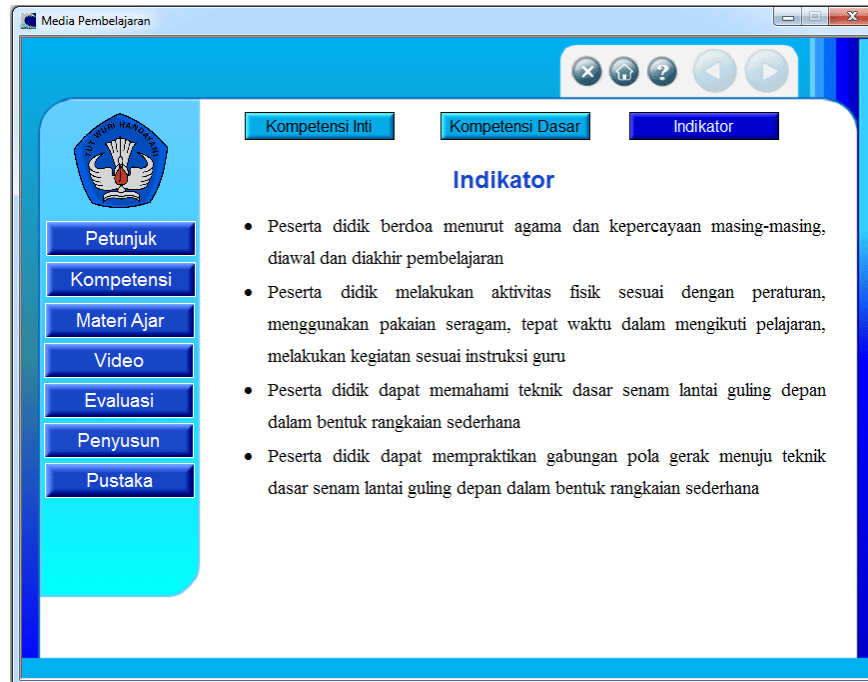 Media Pembelajaran
TUT WURI HANDAYANI
Kompetensi Inti
Kompetensi Dasar
Indikator
Petunjuk
Kompetensi
Materi Ajar
Video
Evaluasi
Penyusun
Pustaka
Indikator
• Peserta didik berdoa menurut agama dan kepercayaan masing-masing,
diawal dan diakhir pembelajaran
• Peserta didik melakukan aktivitas fisik sesuai dengan peraturan,
menggunakan pakaian seragam, tepat waktu dalam mengikuti pelajaran,
melakukan kegiatan sesuai instruksi guru
• Peserta didik dapat memahami teknik dasar senam lantai guling depan
dalam bentuk rangkaian sederhana
• Peserta didik dapat mempraktikan gabungan pola gerak menuju teknik
dasar senam lantai guling depan dalam bentuk rangkaian sederhana